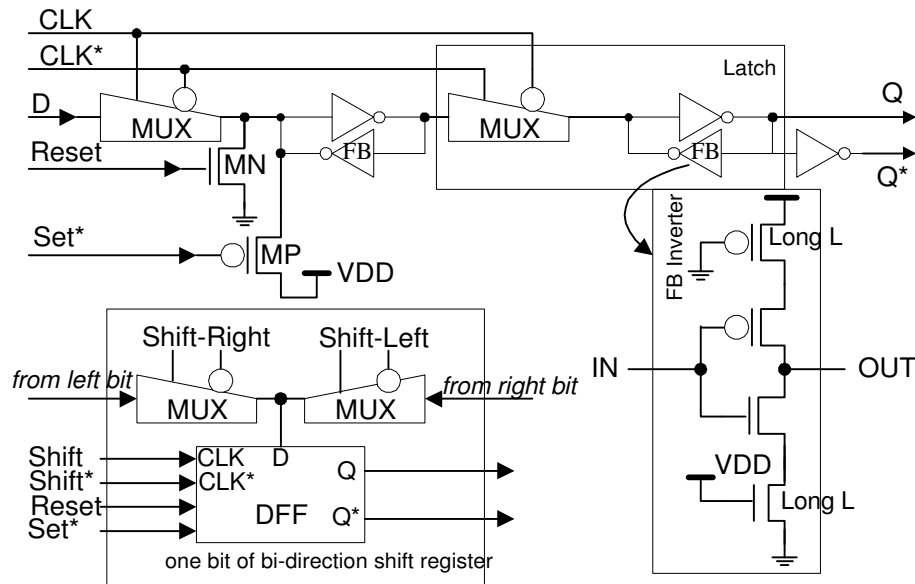 CLK
CLK*
Latch
D
MUX
MUX
Q
FB
FB
Q*
Reset
MN
Set*
MP
VDD
Long L
FB Inverter
IN
OUT
VDD
Long L
Shift-Right
Shift-Left
from left bit
from right bit
MUX
MUX
Shift
CLK
D
Q
Shift*
CLK*
Reset
DFF
Q*
Set*
one bit of bi-direction shift register